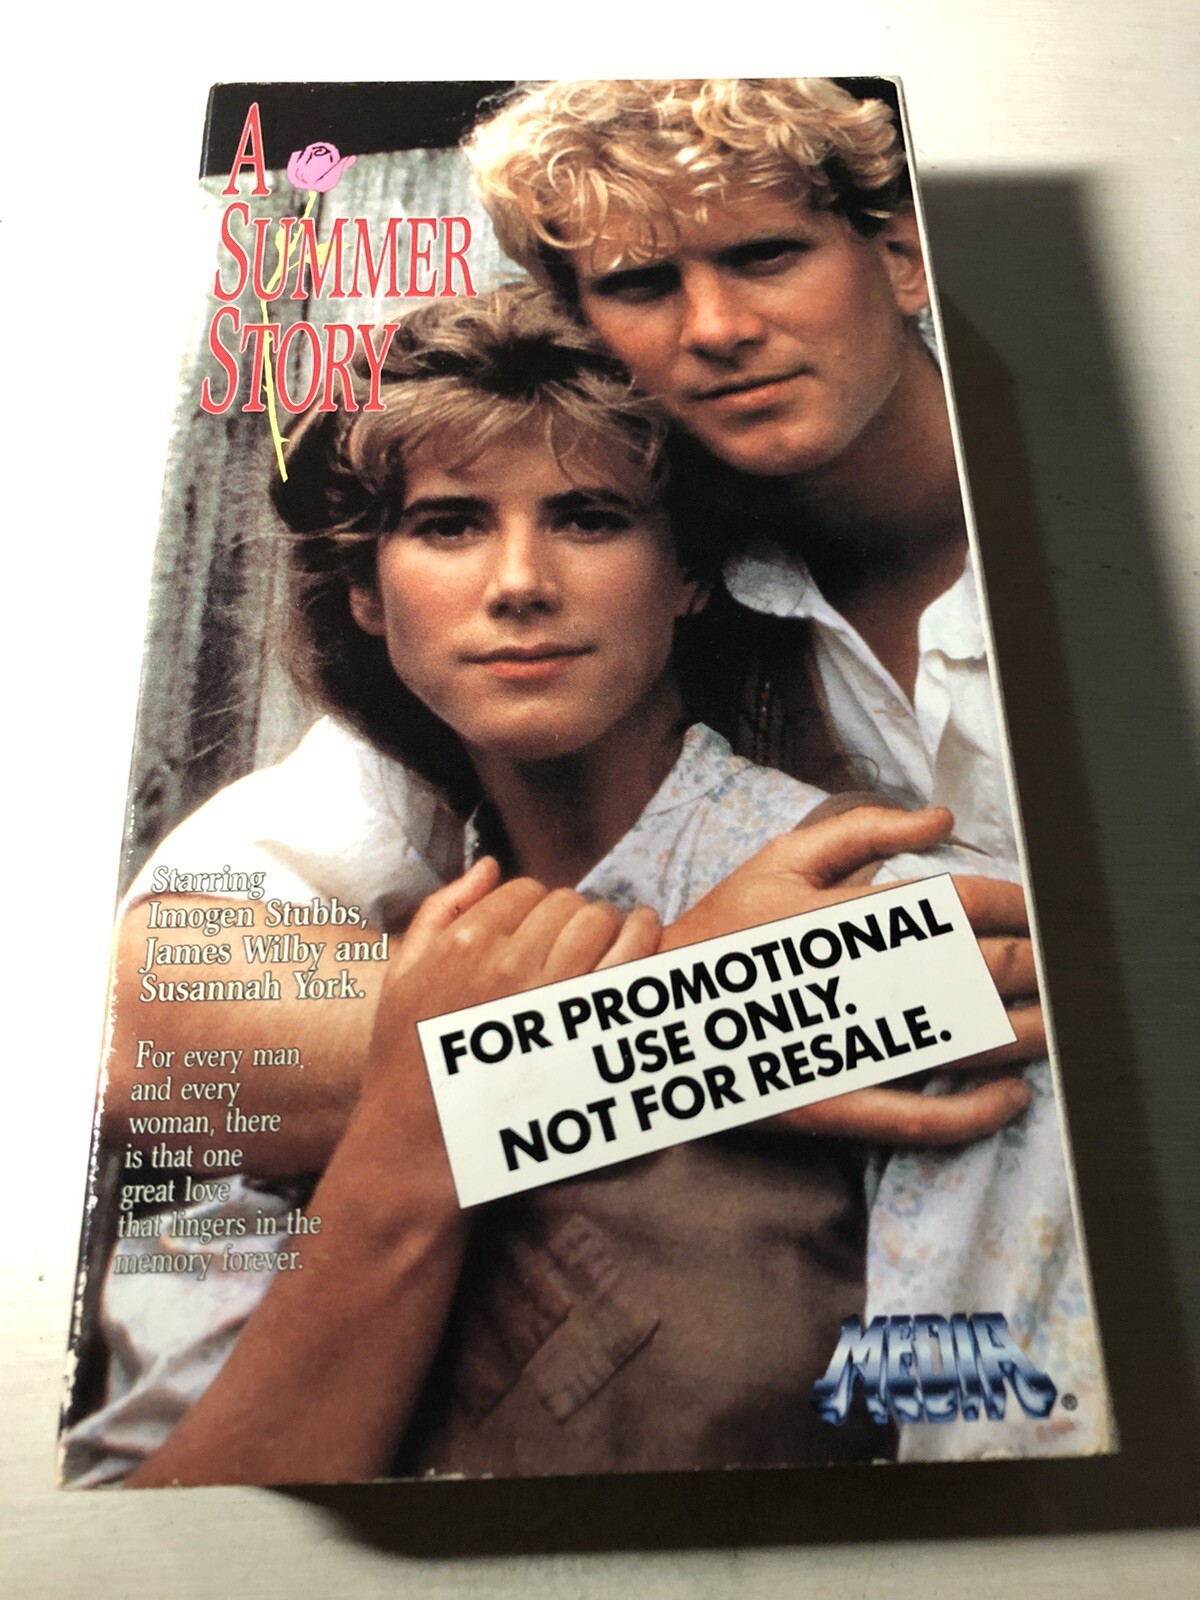 A
SUMMER
STORY
Starring
Imogen Stubbs,
James Wilby and
Susannah York.
For every man,
and every
woman, there
is that one
great love
that lingers in the
memory forever.
FOR PROMOTIONAL
USE ONLY.
NOT FOR RESALE.
MEDIA®